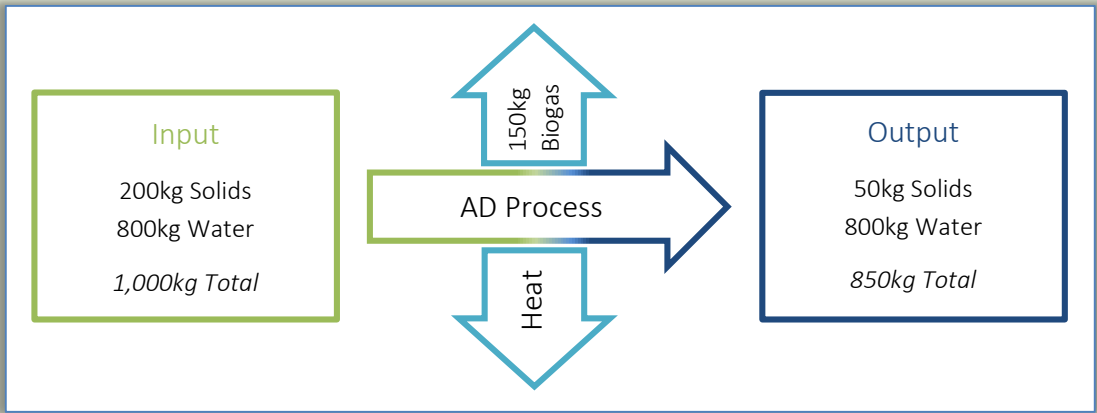 Input
200kg Solids
800kg Water
1,000kg Total
150kg
Biogas
AD Process
Heat
Output
50kg Solids
800kg Water
850kg Total